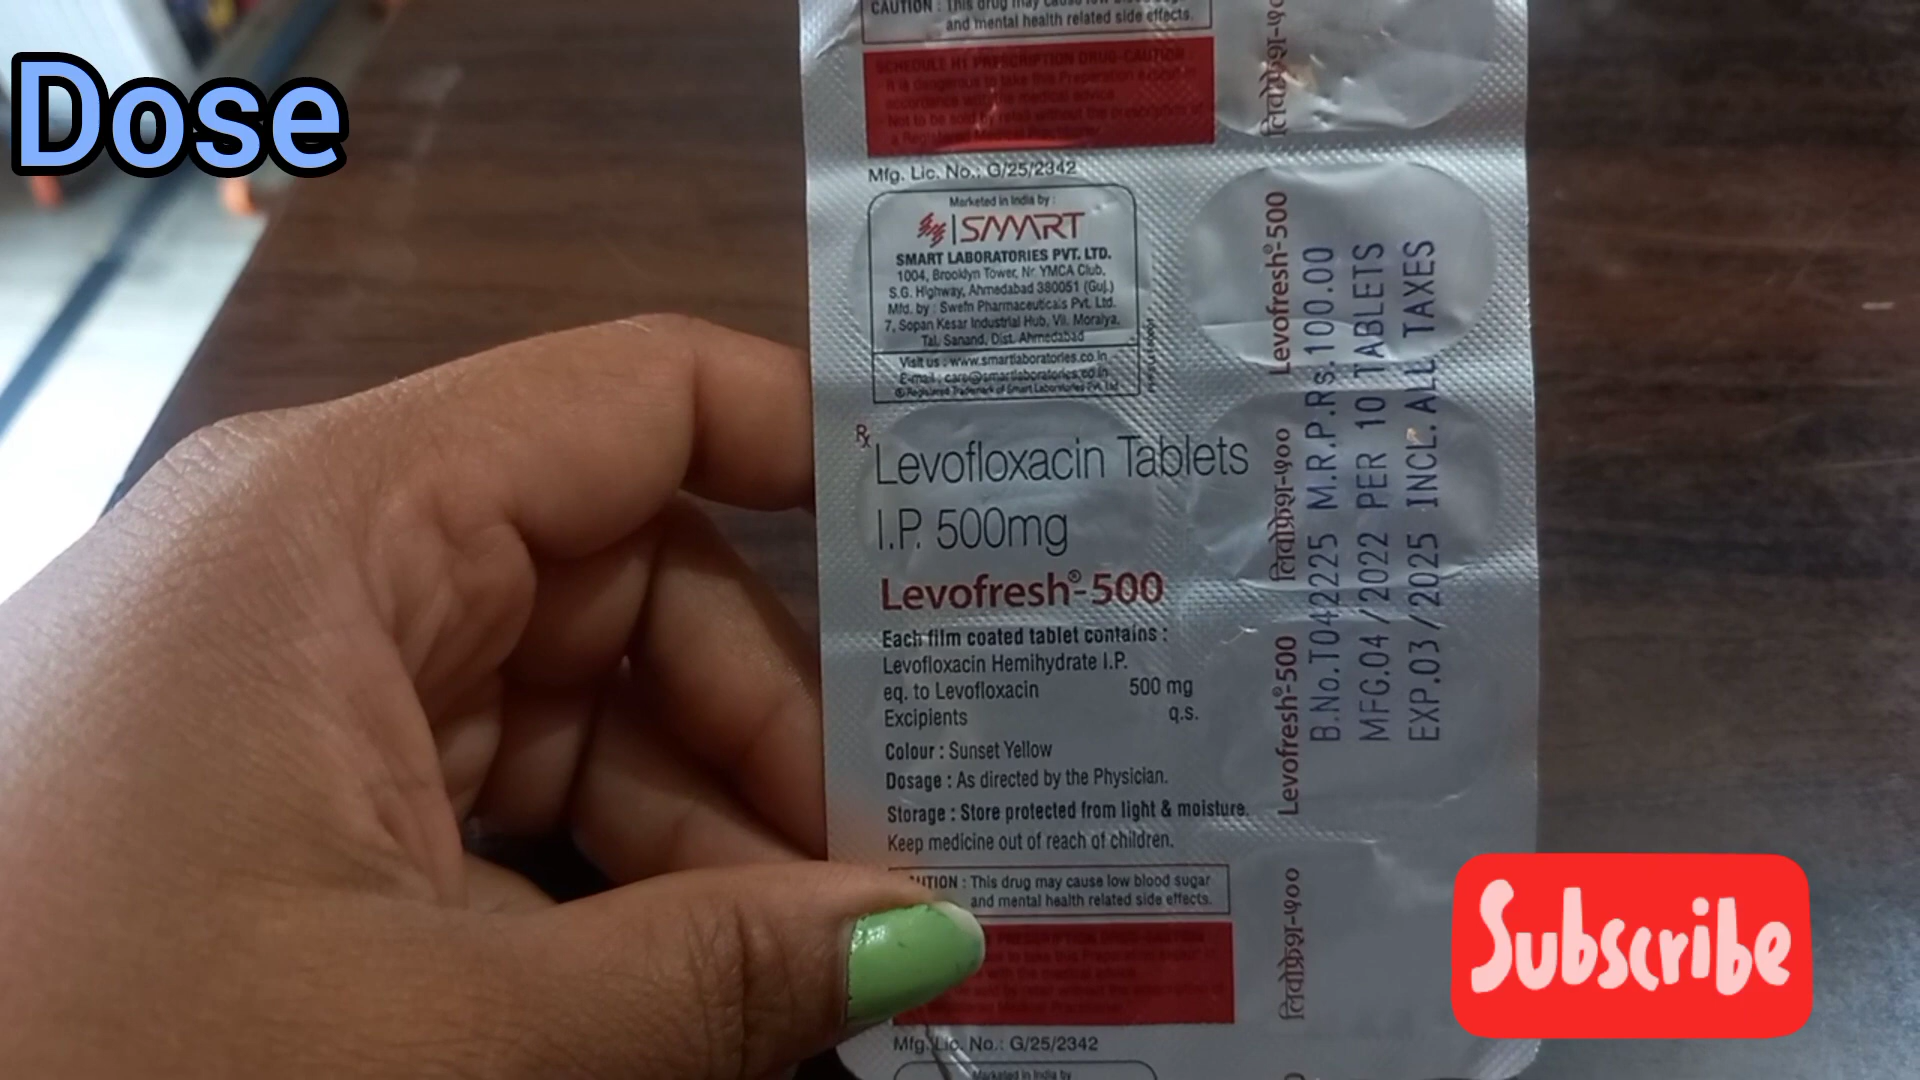 Dose
CAUTION : This drug may cause low blood sugar
and mental health related side effects.
SCHEDULE H1 PRESCRIPTION DRUG-CAUTION
It is dangerous to take this Preparation except in
accordance with the medical advice
Not to be sold by retail without the prescription of
a Registered Medical Practitioner
Mfg. Lic. No.: G/25/2342
Marketed in India by :
SMART
SMART LABORATORIES PVT. LTD.
1004, Brooklyn Tower, Nr. YMCA Club,
S.G. Highway, Ahmedabad 380051 (Guj.)
Mfd. by : Swefn Pharmaceuticals Pvt. Ltd.
7, Sopan Kesar Industrial Hub, Vil. Moraiya,
Tal. Sanand, Dist. Ahmedabad
Visit us : www.smartlaboratories.co.in
E-mail : care@smartlaboratories.co.in
® Registered Trademark of Smart Laboratories Pvt. Ltd.
Rx
Levofloxacin Tablets
I.P. 500mg
Levofresh®-500
Each film coated tablet contains :
Levofloxacin Hemihydrate I.P.
eq. to Levofloxacin 500 mg
Excipients q.s.
Colour : Sunset Yellow
Dosage : As directed by the Physician.
Storage : Store protected from light & moisture.
Keep medicine out of reach of children.
UTION : This drug may cause low blood sugar
and mental health related side effects.
Mfg. Lic. No.: G/25/2342
Marketed in India by
लिवोफ्रेश-५००
Levofresh®-500
लिवोफ्रेश-५००
Levofresh®-500
लिवोफ्रेश-५००
B.No.T042225 M.R.P.Rs.100.00
MFG.04/2022 PER 10 TABLETS
EXP.03/2025 INCL.ALL TAXES
Subscribe